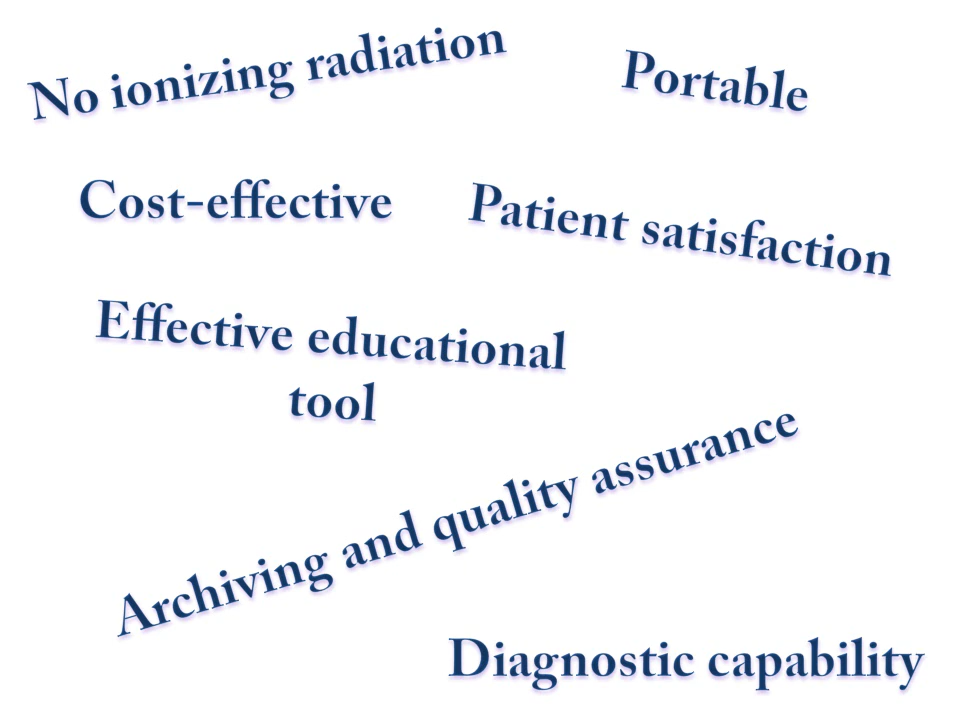 No ionizing radiation
Portable
Cost-effective
Patient satisfaction
Effective educational
tool
Archiving and quality assurance
Diagnostic capability